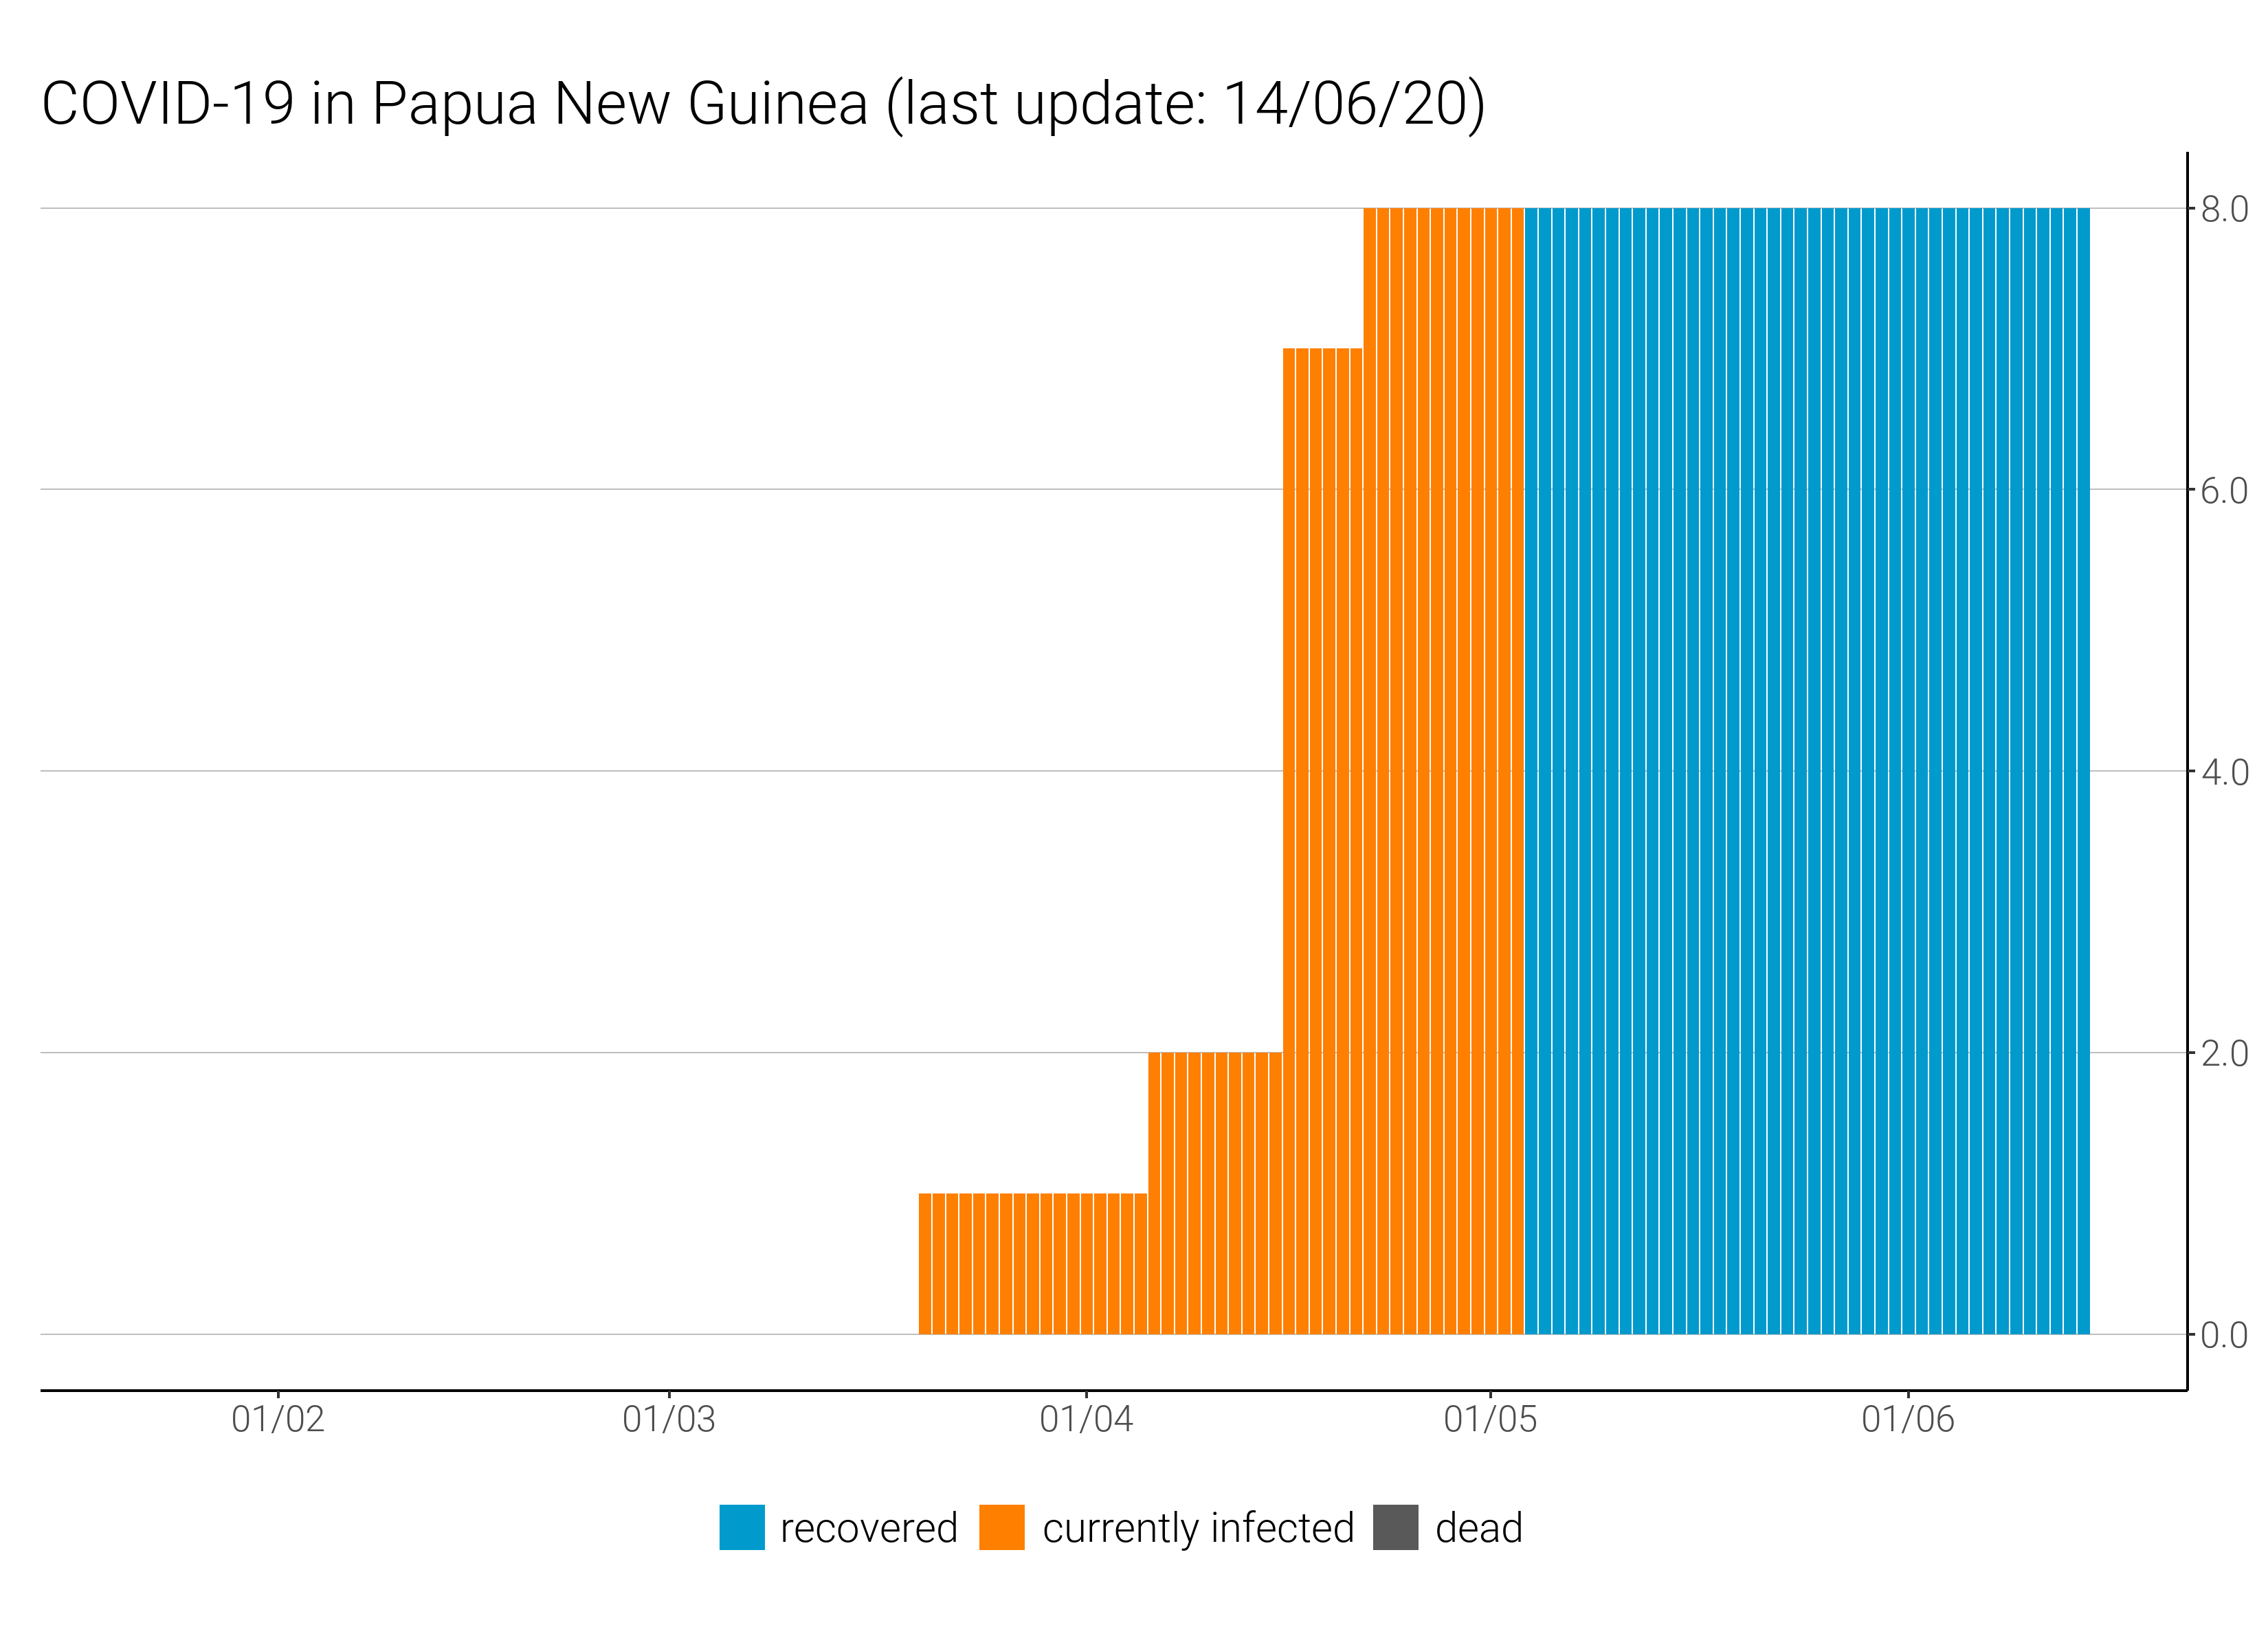 COVID-19 in Papua New Guinea (last update: 14/06/20)
8.0
6.0
4.0
2.0
0.0
01/02 01/03 01/04 01/05 01/06
recovered currently infected dead